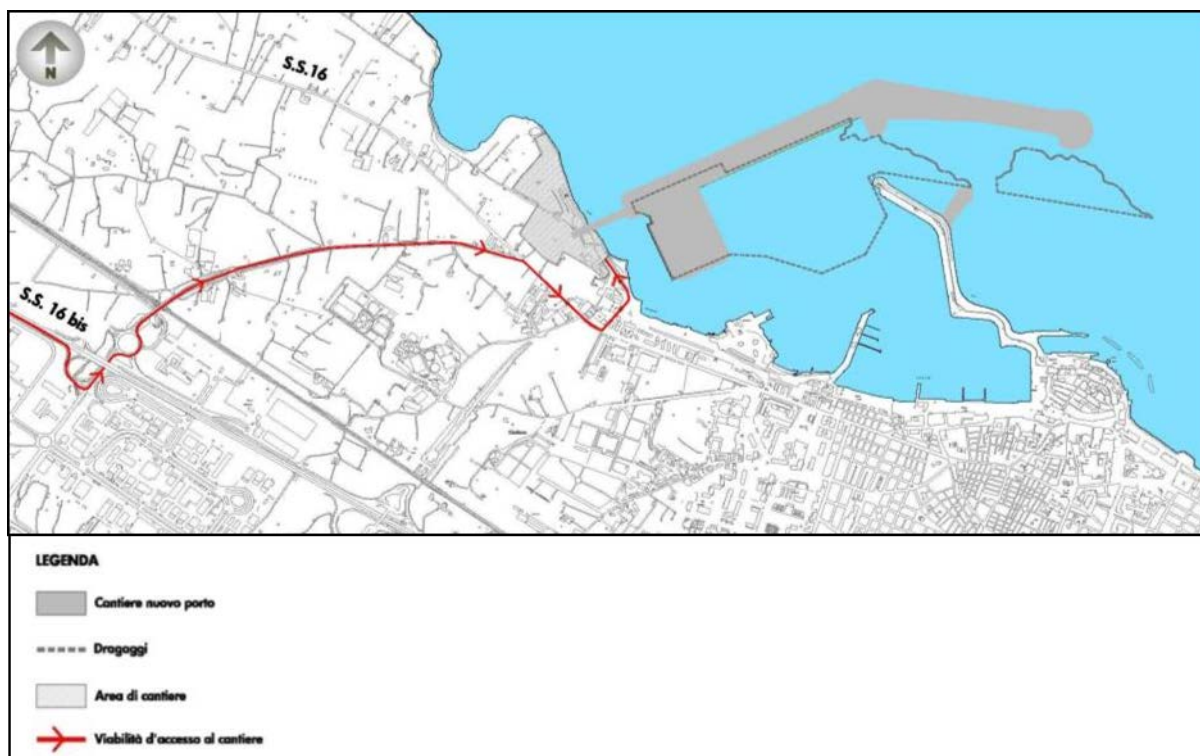 N
S.S.16
S.S. 16 bis
LEGENDA
Cantiere nuovo porto
Dragaggi
Area di cantiere
Viabilità d'accesso al cantiere